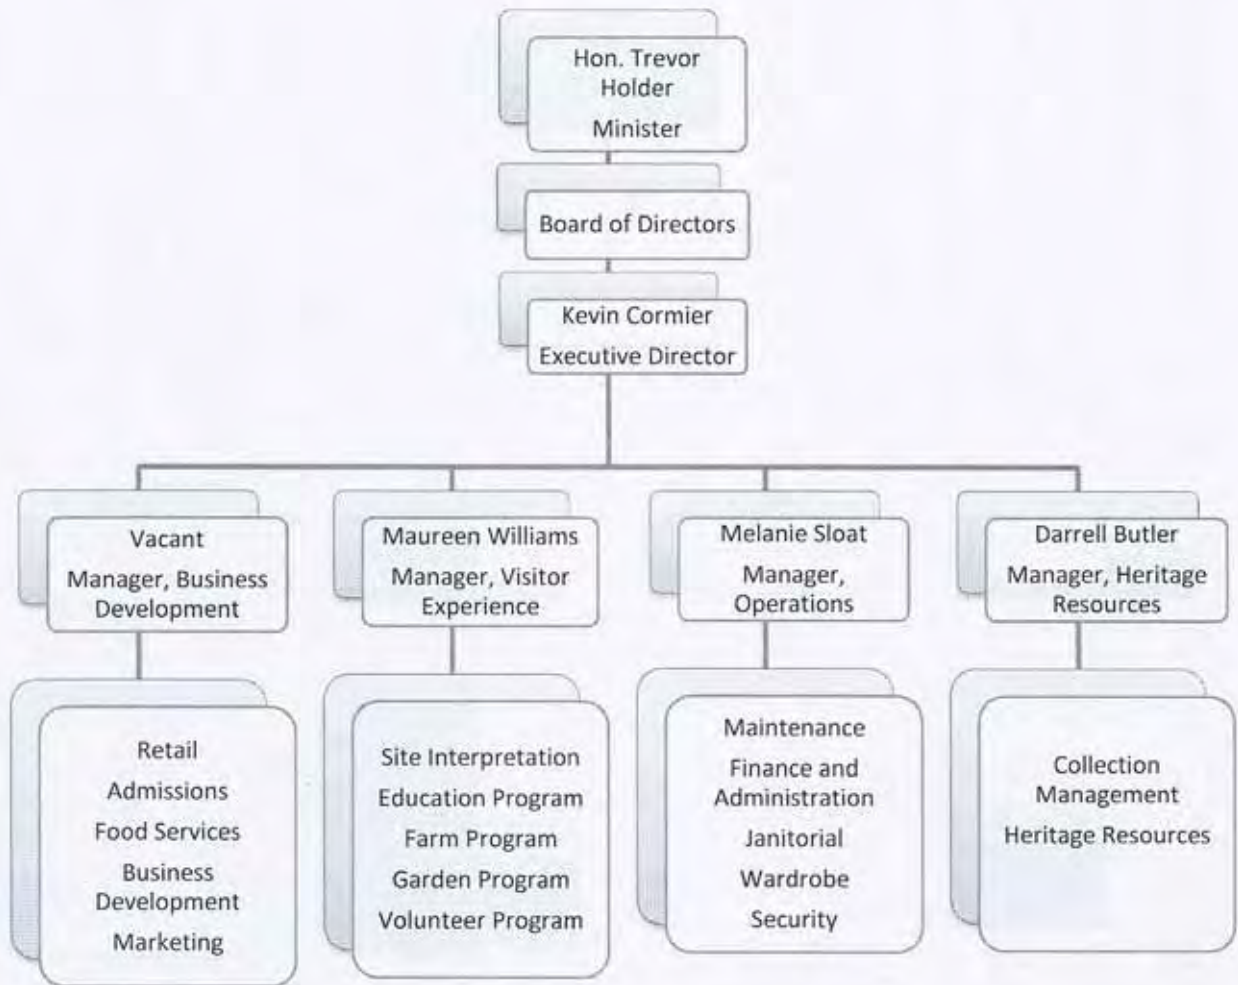 Hon. Trevor
Holder
Minister
Board of Directors
Kevin Cormier
Executive Director
Vacant
Manager, Business
Development
Maureen Williams
Manager, Visitor
Experience
Melanie Sloat
Manager,
Operations
Darrell Butler
Manager, Heritage
Resources
Retail
Admissions
Food Services
Business
Development
Marketing
Site Interpretation
Education Program
Farm Program
Garden Program
Volunteer Program
Maintenance
Finance and
Administration
Janitorial
Wardrobe
Security
Collection
Management
Heritage Resources